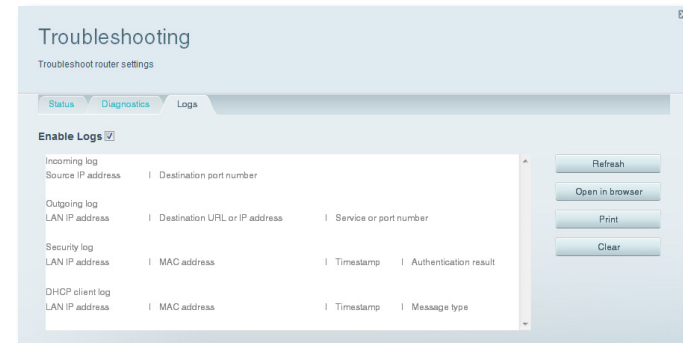 Troubleshooting
Troubleshoot router settings
Status Diagnostics Logs
Enable Logs
Incoming log
Source IP address | Destination port number
Outgoing log
LAN IP address | Destination URL or IP address | Service or port number
Security log
LAN IP address | MAC address | Timestamp | Authentication result
DHCP client log
LAN IP address | MAC address | Timestamp | Message type
Refresh
Open in browser
Print
Clear